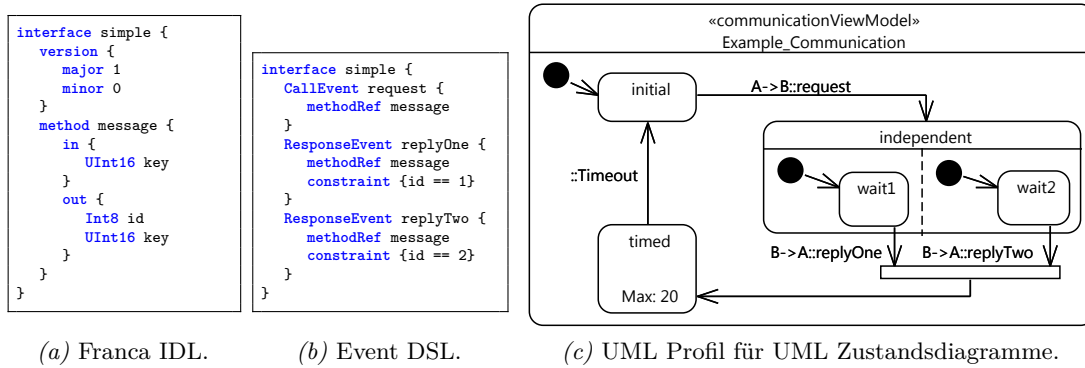 interface simple {
version {
major 1
minor 0
}
method message {
in {
UInt16 key
}
out {
Int8 id
UInt16 key
}
}
}
(a) Franca IDL.
interface simple {
CallEvent request {
methodRef message
}
ResponseEvent replyOne {
methodRef message
constraint {id == 1}
}
ResponseEvent replyTwo {
methodRef message
constraint {id == 2}
}
}
(b) Event DSL.
«communicationViewModel»
Example_Communication
initial
A->B::request
independent
wait1
wait2
::Timeout
timed
Max: 20
B->A::replyOne
B->A::replyTwo
(c) UML Profil für UML Zustandsdiagramme.